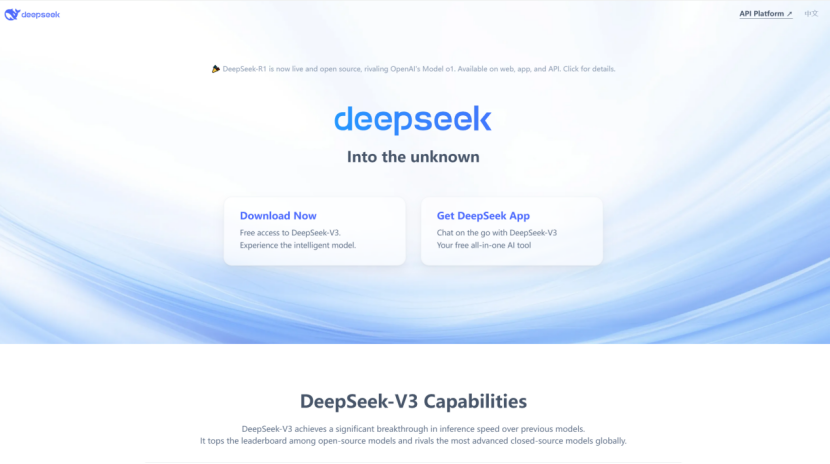 deepseek
API Platform ↗
中文
DeepSeek-R1 is now live and open source, rivaling OpenAI's Model o1. Available on web, app, and API. Click for details.
deepseek
Into the unknown
Download Now
Free access to DeepSeek-V3.
Experience the intelligent model.
Get DeepSeek App
Chat on the go with DeepSeek-V3
Your free all-in-one AI tool
DeepSeek-V3 Capabilities
DeepSeek-V3 achieves a significant breakthrough in inference speed over previous models.
It tops the leaderboard among open-source models and rivals the most advanced closed-source models globally.